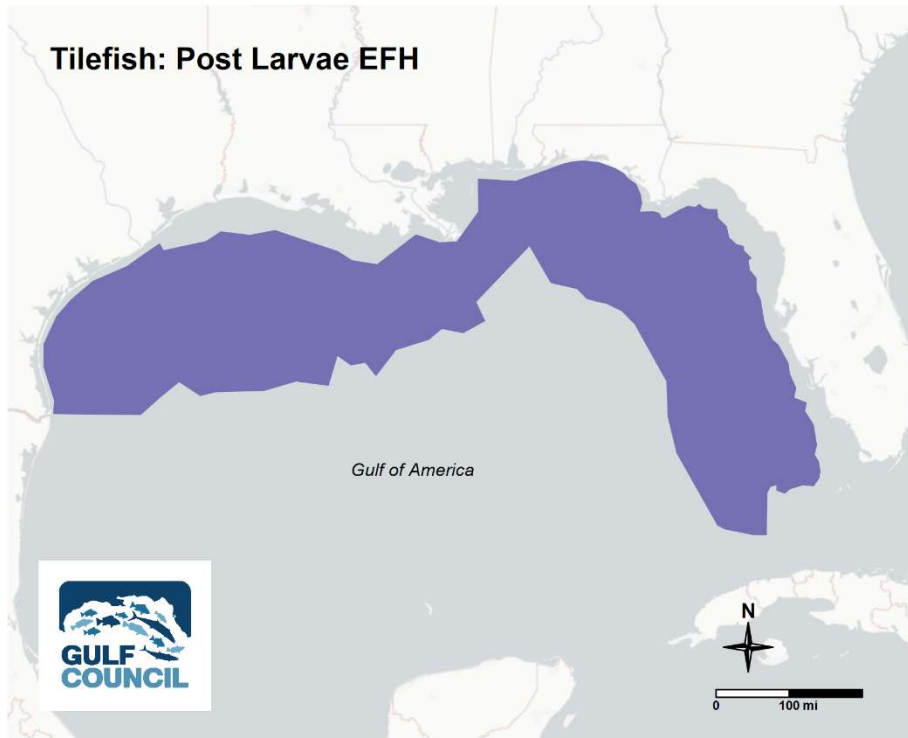 Tilefish: Post Larvae EFH
Gulf of America
GULF
COUNCIL
N
0 100 mi